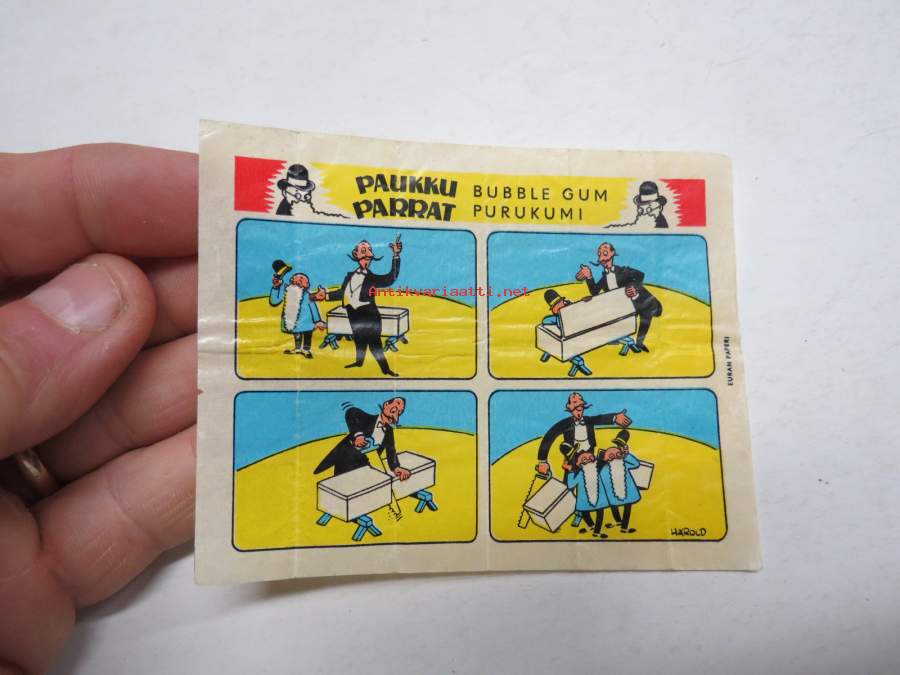 PAUKKU
PARRAT
BUBBLE GUM
PURUKUMI
Antikvariaatti.net
EURAN PAPERI
HAROLD